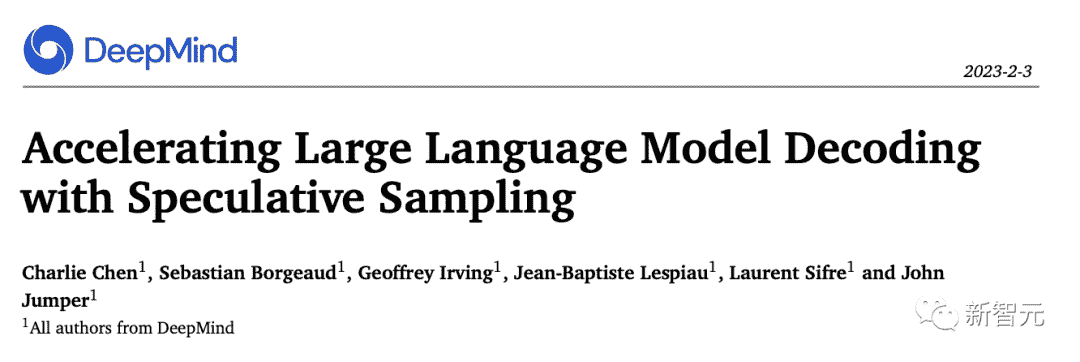 DeepMind
2023-2-3
Accelerating Large Language Model Decoding
with Speculative Sampling
Charlie Chen¹, Sebastian Borgeaud¹, Geoffrey Irving¹, Jean-Baptiste Lespiau¹, Laurent Sifre¹ and John
Jumper¹
¹All authors from DeepMind
新智元